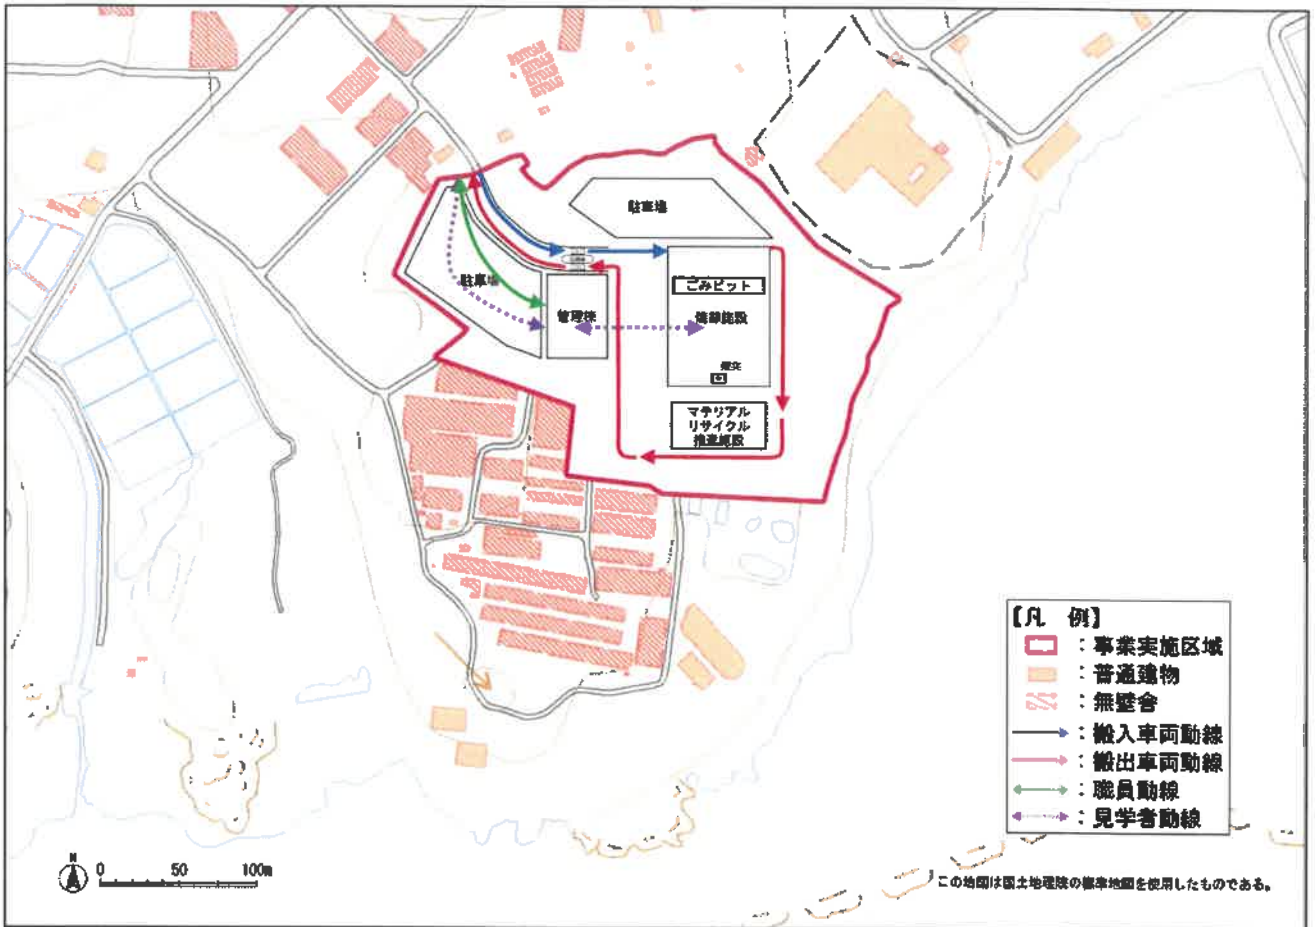 駐車場
ごみピット
駐車場
管理棟
焼却施設
煙突
マテリアル
リサイクル
推進施設
【凡 例】
：事業実施区域
：普通建物
：無壁舎
：搬入車両動線
：搬出車両動線
：職員動線
：見学者動線
N
0 50 100m
この地図は国土地理院の標準地図を使用したものである。